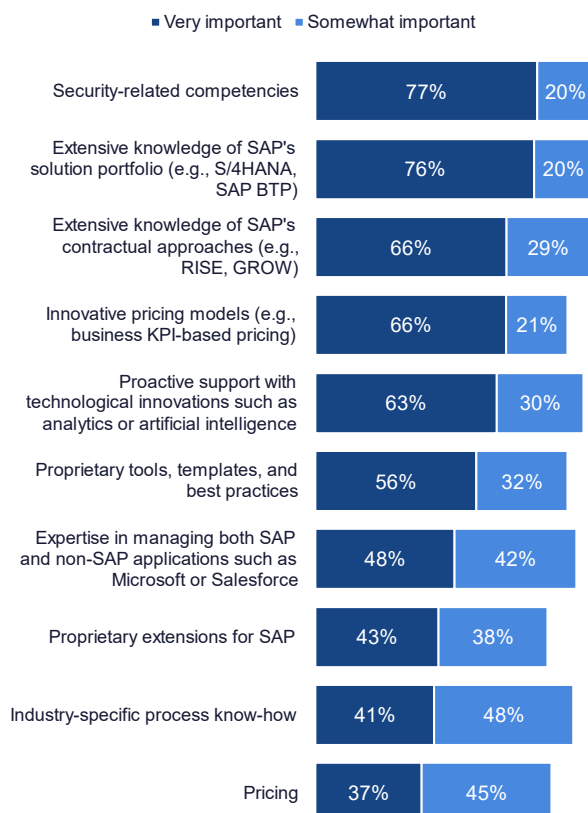 Very important Somewhat important
Security-related competencies
77% 20%
Extensive knowledge of SAP's
solution portfolio (e.g., S/4HANA,
SAP BTP)
76% 20%
Extensive knowledge of SAP's
contractual approaches (e.g.,
RISE, GROW)
66% 29%
Innovative pricing models (e.g.,
business KPI-based pricing)
66% 21%
Proactive support with
technological innovations such as
analytics or artificial intelligence
63% 30%
Proprietary tools, templates, and
best practices
56% 32%
Expertise in managing both SAP
and non-SAP applications such as
Microsoft or Salesforce
48% 42%
Proprietary extensions for SAP
43% 38%
Industry-specific process know-how
41% 48%
Pricing
37% 45%